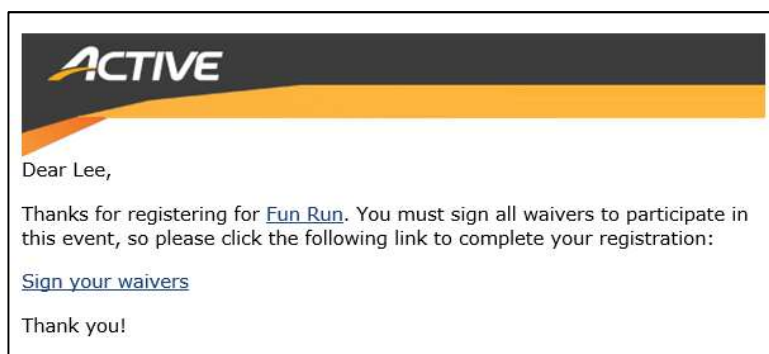 ACTIVE
Dear Lee,
Thanks for registering for Fun Run. You must sign all waivers to participate in
this event, so please click the following link to complete your registration:
Sign your waivers
Thank you!